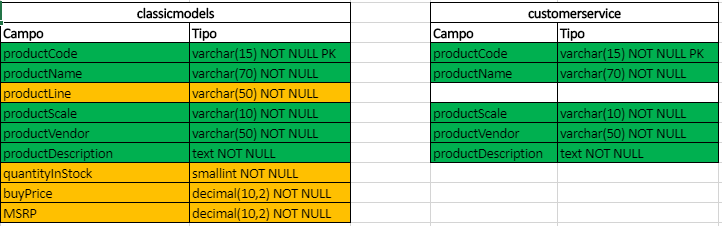 classicmodels customerservice
Campo Tipo Campo Tipo
productCode varchar(15) NOT NULL PK productCode varchar(15) NOT NULL PK
productName varchar(70) NOT NULL productName varchar(70) NOT NULL
productLine varchar(50) NOT NULL
productScale varchar(10) NOT NULL productScale varchar(10) NOT NULL
productVendor varchar(50) NOT NULL productVendor varchar(50) NOT NULL
productDescription text NOT NULL productDescription text NOT NULL
quantityInStock smallint NOT NULL
buyPrice decimal(10,2) NOT NULL
MSRP decimal(10,2) NOT NULL